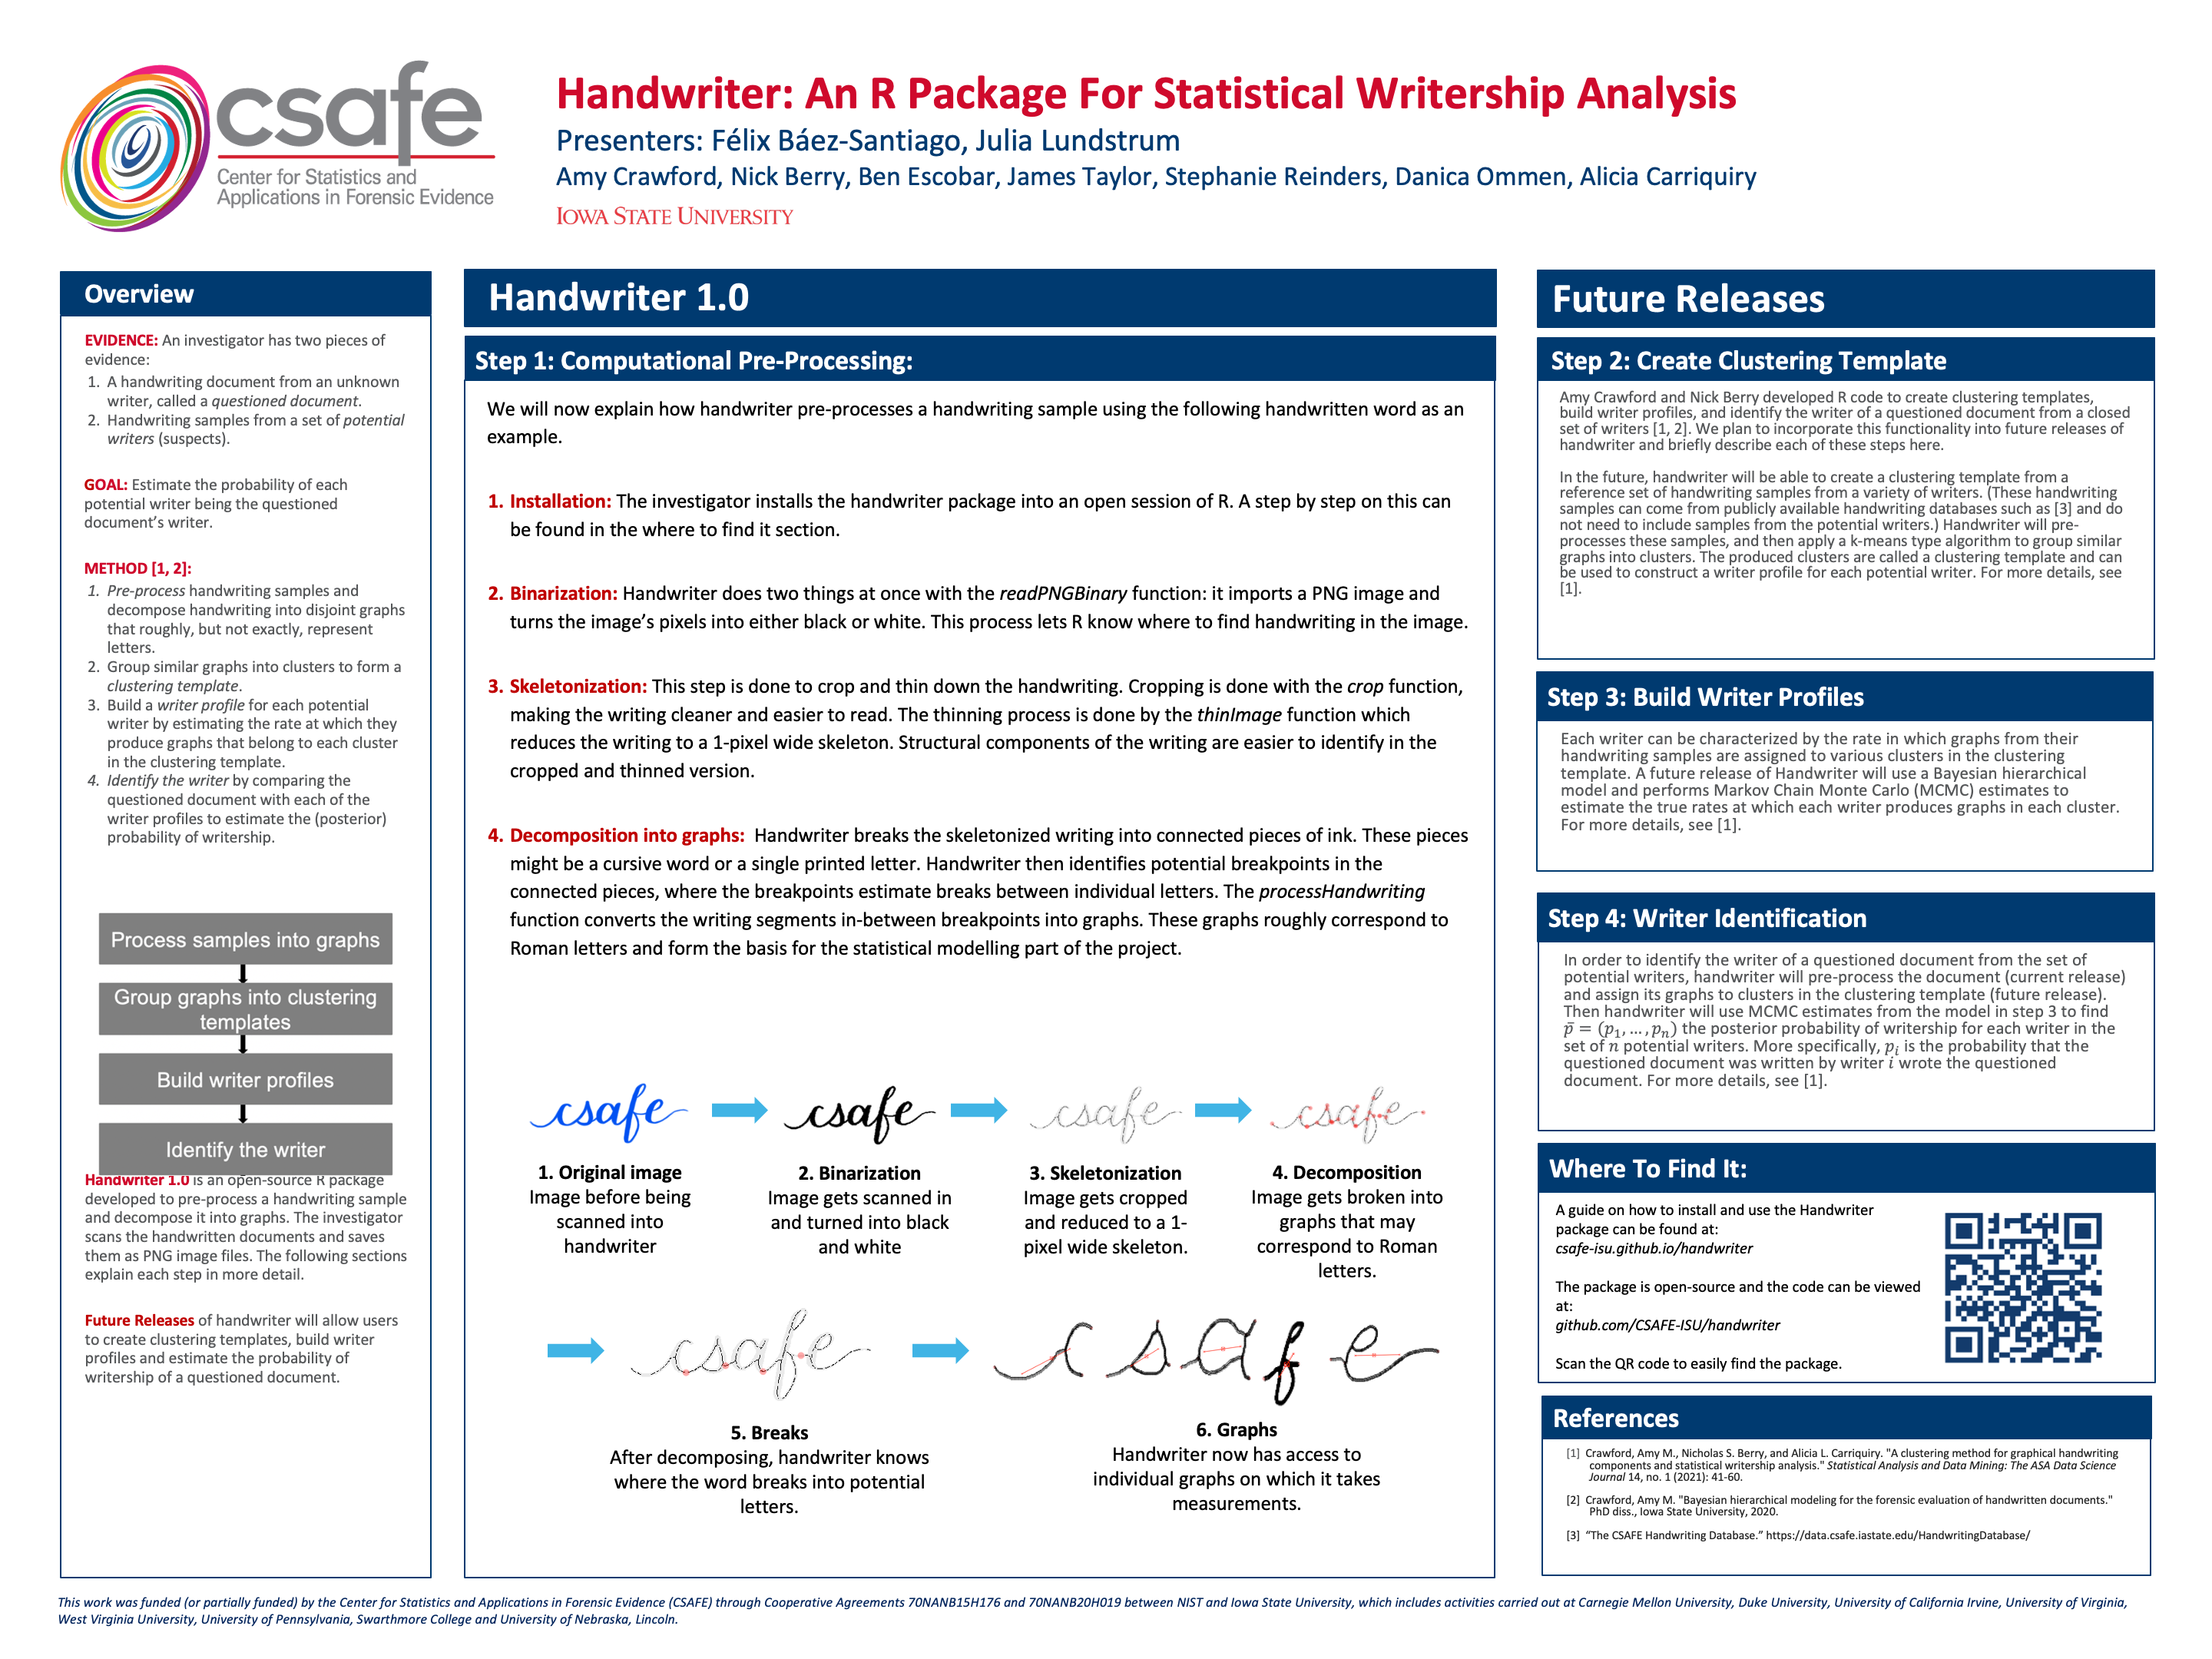 csafe
Center for Statistics and
Applications in Forensic Evidence
Handwriter: An R Package For Statistical Writership Analysis
Presenters: Félix Báez-Santiago, Julia Lundstrum
Amy Crawford, Nick Berry, Ben Escobar, James Taylor, Stephanie Reinders, Danica Ommen, Alicia Carriquiry
IOWA STATE UNIVERSITY
Overview
EVIDENCE: An investigator has two pieces of
evidence:
1. A handwriting document from an unknown
writer, called a questioned document.
2. Handwriting samples from a set of potential
writers (suspects).
GOAL: Estimate the probability of each
potential writer being the questioned
document's writer.
METHOD [1, 2]:
1. Pre-process handwriting samples and
decompose handwriting into disjoint graphs
that roughly, but not exactly, represent
letters.
2. Group similar graphs into clusters to form a
clustering template.
3. Build a writer profile for each potential
writer by estimating the rate at which they
produce graphs that belong to each cluster
in the clustering template.
4. Identify the writer by comparing the
questioned document with each of the
writer profiles to estimate the (posterior)
probability of writership.
Process samples into graphs
Group graphs into clustering
templates
Build writer profiles
Identify the writer
Handwriter 1.0 is an open-source R package
developed to pre-process a handwriting sample
and decompose it into graphs. The investigator
scans the handwritten documents and saves
them as PNG image files. The following sections
explain each step in more detail.
Future Releases of handwriter will allow users
to create clustering templates, build writer
profiles and estimate the probability of
writership of a questioned document.
Handwriter 1.0
Step 1: Computational Pre-Processing:
We will now explain how handwriter pre-processes a handwriting sample using the following handwritten word as an
example.
1. Installation: The investigator installs the handwriter package into an open session of R. A step by step on this can
be found in the where to find it section.
2. Binarization: Handwriter does two things at once with the readPNGBinary function: it imports a PNG image and
turns the image's pixels into either black or white. This process lets R know where to find handwriting in the image.
3. Skeletonization: This step is done to crop and thin down the handwriting. Cropping is done with the crop function,
making the writing cleaner and easier to read. The thinning process is done by the thinImage function which
reduces the writing to a 1-pixel wide skeleton. Structural components of the writing are easier to identify in the
cropped and thinned version.
4. Decomposition into graphs: Handwriter breaks the skeletonized writing into connected pieces of ink. These pieces
might be a cursive word or a single printed letter. Handwriter then identifies potential breakpoints in the
connected pieces, where the breakpoints estimate breaks between individual letters. The processHandwriting
function converts the writing segments in-between breakpoints into graphs. These graphs roughly correspond to
Roman letters and form the basis for the statistical modelling part of the project.
csafe csafe csafe csafe
1. Original image
Image before being
scanned into
handwriter
2. Binarization
Image gets scanned in
and turned into black
and white
3. Skeletonization
Image gets cropped
and reduced to a 1-
pixel wide skeleton.
4. Decomposition
Image gets broken into
graphs that may
correspond to Roman
letters.
csafe c s a f e
5. Breaks
After decomposing, handwriter knows
where the word breaks into potential
letters.
6. Graphs
Handwriter now has access to
individual graphs on which it takes
measurements.
Future Releases
Step 2: Create Clustering Template
Amy Crawford and Nick Berry developed R code to create clustering templates,
build writer profiles, and identify the writer of a questioned document from a closed
set of writers [1, 2]. We plan to incorporate this functionality into future releases of
handwriter and briefly describe each of these steps here.
In the future, handwriter will be able to create a clustering template from a
reference set of handwriting samples from a variety of writers. (These handwriting
samples can come from publicly available handwriting databases such as [3] and do
not need to include samples from the potential writers.) Handwriter will pre-
processes these samples, and then apply a k-means type algorithm to group similar
graphs into clusters. The produced clusters are called a clustering template and can
be used to construct a writer profile for each potential writer. For more details, see
[1].
Step 3: Build Writer Profiles
Each writer can be characterized by the rate in which graphs from their
handwriting samples are assigned to various clusters in the clustering
template. A future release of Handwriter will use a Bayesian hierarchical
model and performs Markov Chain Monte Carlo (MCMC) estimates to
estimate the true rates at which each writer produces graphs in each cluster.
For more details, see [1].
Step 4: Writer Identification
In order to identify the writer of a questioned document from the set of
potential writers, handwriter will pre-process the document (current release)
and assign its graphs to clusters in the clustering template (future release).
Then handwriter will use MCMC estimates from the model in step 3 to find
p̄ = (p₁, … , pₙ) the posterior probability of writership for each writer in the
set of n potential writers. More specifically, pᵢ is the probability that the
questioned document was written by writer i wrote the questioned
document. For more details, see [1].
Where To Find It:
A guide on how to install and use the Handwriter
package can be found at:
csafe-isu.github.io/handwriter
The package is open-source and the code can be viewed
at:
github.com/CSAFE-ISU/handwriter
Scan the QR code to easily find the package.
References
[1] Crawford, Amy M., Nicholas S. Berry, and Alicia L. Carriquiry. "A clustering method for graphical handwriting
components and statistical writership analysis." Statistical Analysis and Data Mining: The ASA Data Science
Journal 14, no. 1 (2021): 41-60.
[2] Crawford, Amy M. "Bayesian hierarchical modeling for the forensic evaluation of handwritten documents."
PhD diss., Iowa State University, 2020.
[3] “The CSAFE Handwriting Database.” https://data.csafe.iastate.edu/HandwritingDatabase/
This work was funded (or partially funded) by the Center for Statistics and Applications in Forensic Evidence (CSAFE) through Cooperative Agreements 70NANB15H176 and 70NANB20H019 between NIST and Iowa State University, which includes activities carried out at Carnegie Mellon University, Duke University, University of California Irvine, University of Virginia,
West Virginia University, University of Pennsylvania, Swarthmore College and University of Nebraska, Lincoln.